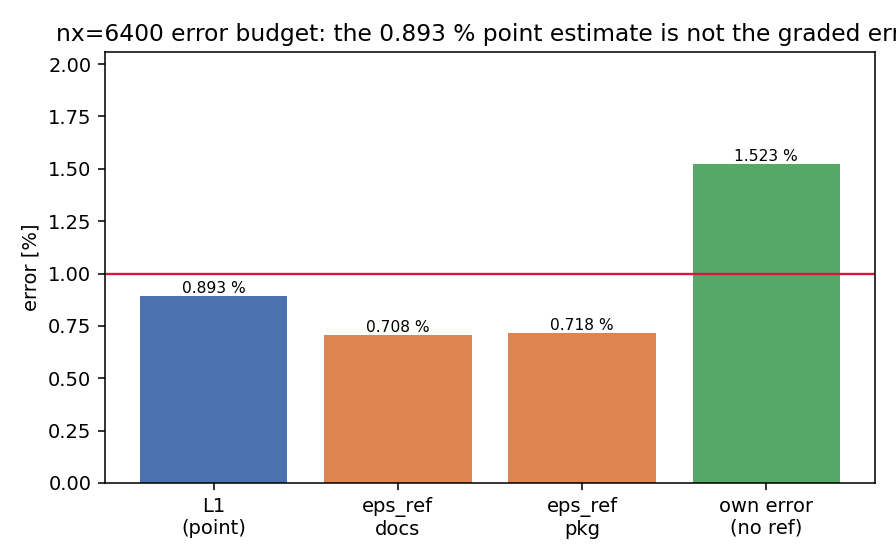 nx=6400 error budget: the 0.893 % point estimate is not the graded err
2.00
1.75
1.50
1.25
1.00
0.75
0.50
0.25
0.00
error [%]
0.893 %
0.708 %
0.718 %
1.523 %
L1
(point)
eps_ref
docs
eps_ref
pkg
own error
(no ref)